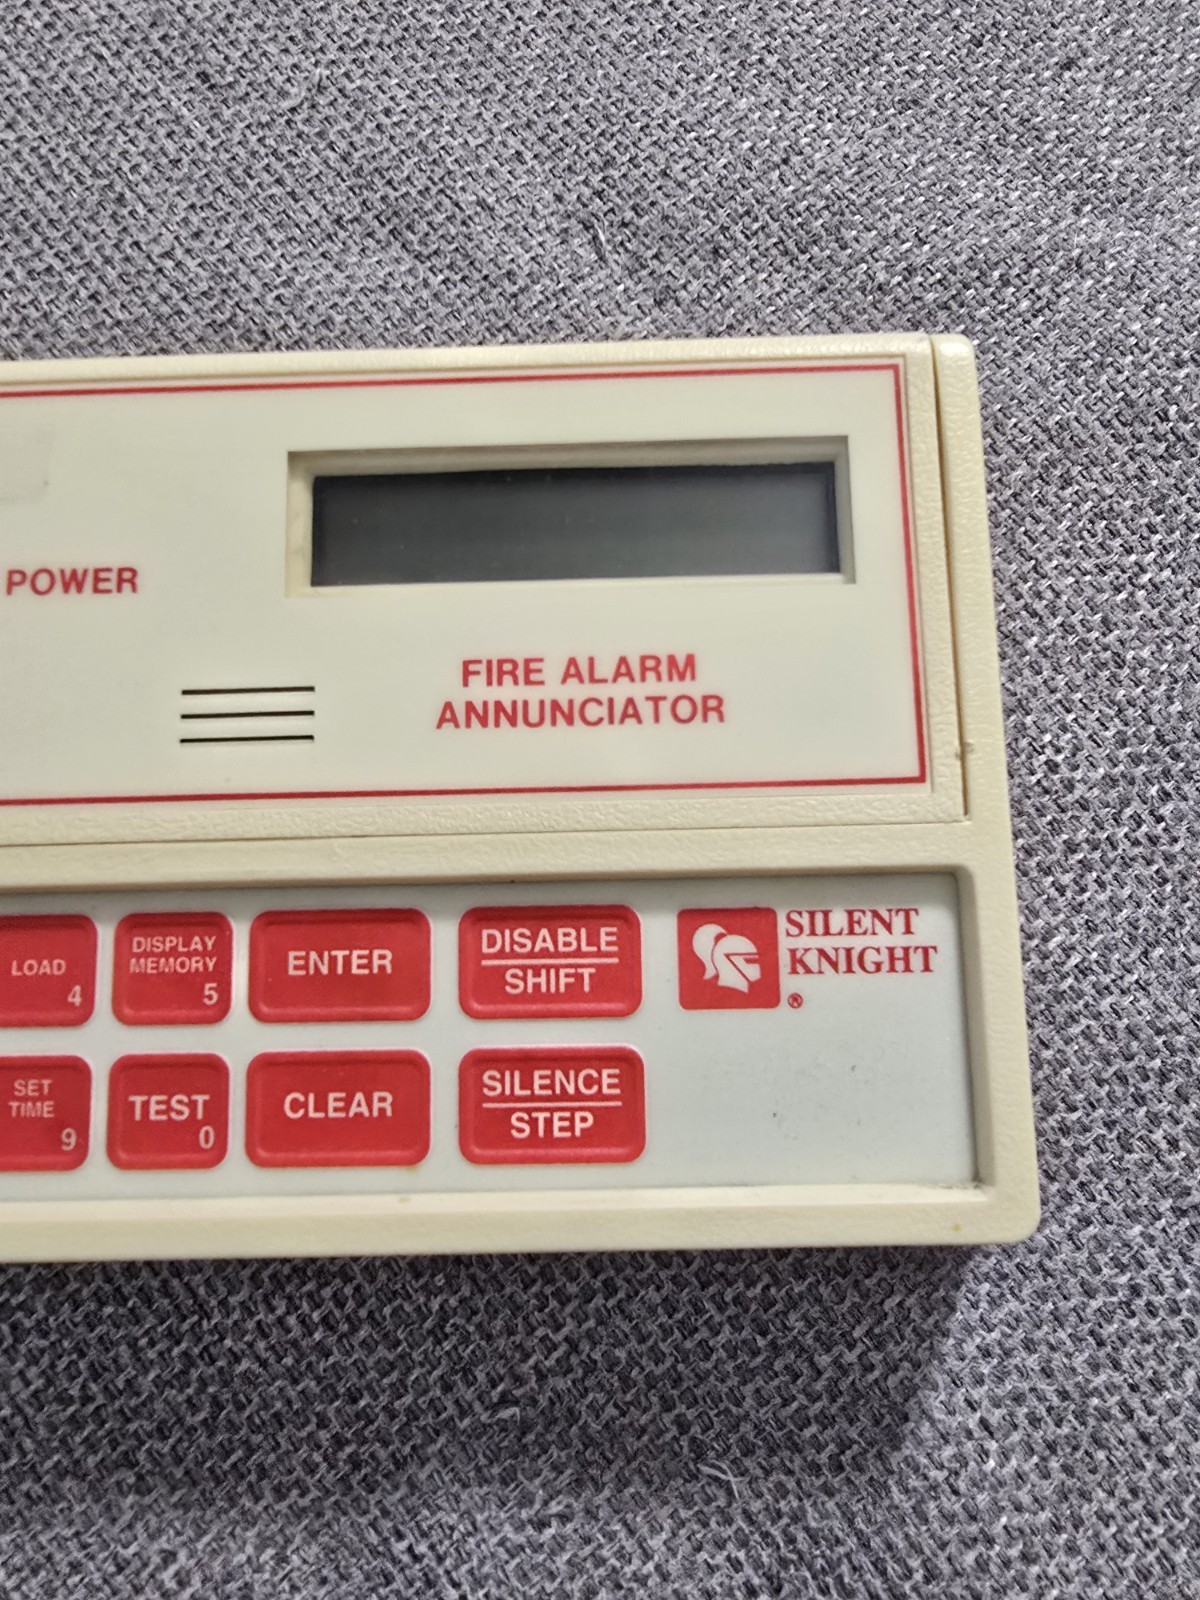 POWER
FIRE ALARM
ANNUNCIATOR
LOAD
4
DISPLAY
MEMORY
5
ENTER
DISABLE
SHIFT
SILENT
KNIGHT
®
SET
TIME
9
TEST
0
CLEAR
SILENCE
STEP